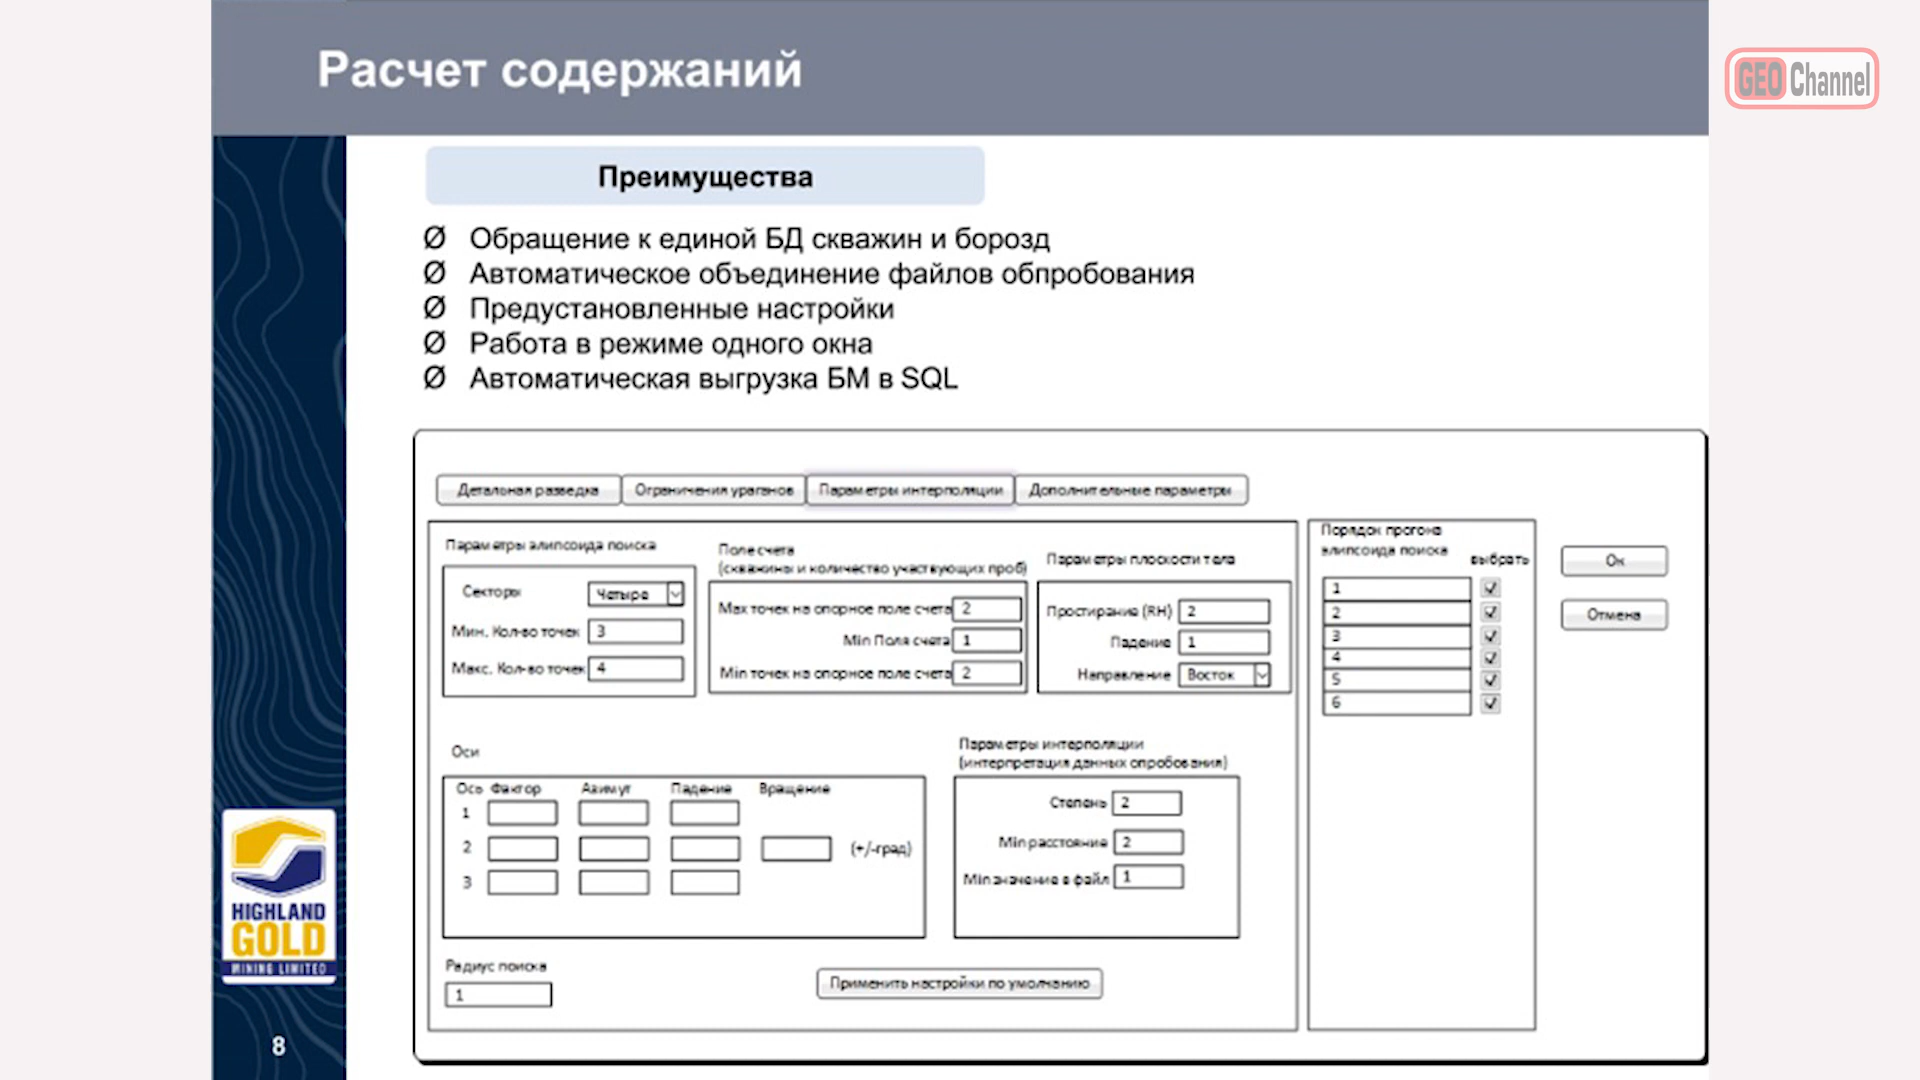 Расчет содержаний
GEO Channel
Преимущества
Ø Обращение к единой БД скважин и борозд
Ø Автоматическое объединение файлов обпробования
Ø Предустановленные настройки
Ø Работа в режиме одного окна
Ø Автоматическая выгрузка БМ в SQL
Детальная разведка Ограничения ураганов Параметры интерполяции Дополнительные параметры
Параметры элипсоида поиска
Секторы Четыре
Мин. Кол-во точек 3
Макс. Кол-во точек 4
Поле счета
(скважины и количество участвующих проб)
Max точек на опорное поле счета 2
Min Поля счета 1
Min точек на опорное поле счета 2
Параметры плоскости тела
Простирание (RH) 2
Падение 1
Направление Восток
Порядок прогона
элипсоида поиска
выбрать
1
2
3
4
5
6
Ок
Отмена
Оси
Ось Фактор Азимут Падение Вращение
1
2 (+/-град)
3
Параметры интерполяции
(интерпретация данных опробования)
Степень 2
Min расстояние 2
Min значение в файл 1
Радиус поиска
1
Применить настройки по умолчанию
HIGHLAND
GOLD
MINING LIMITED
8